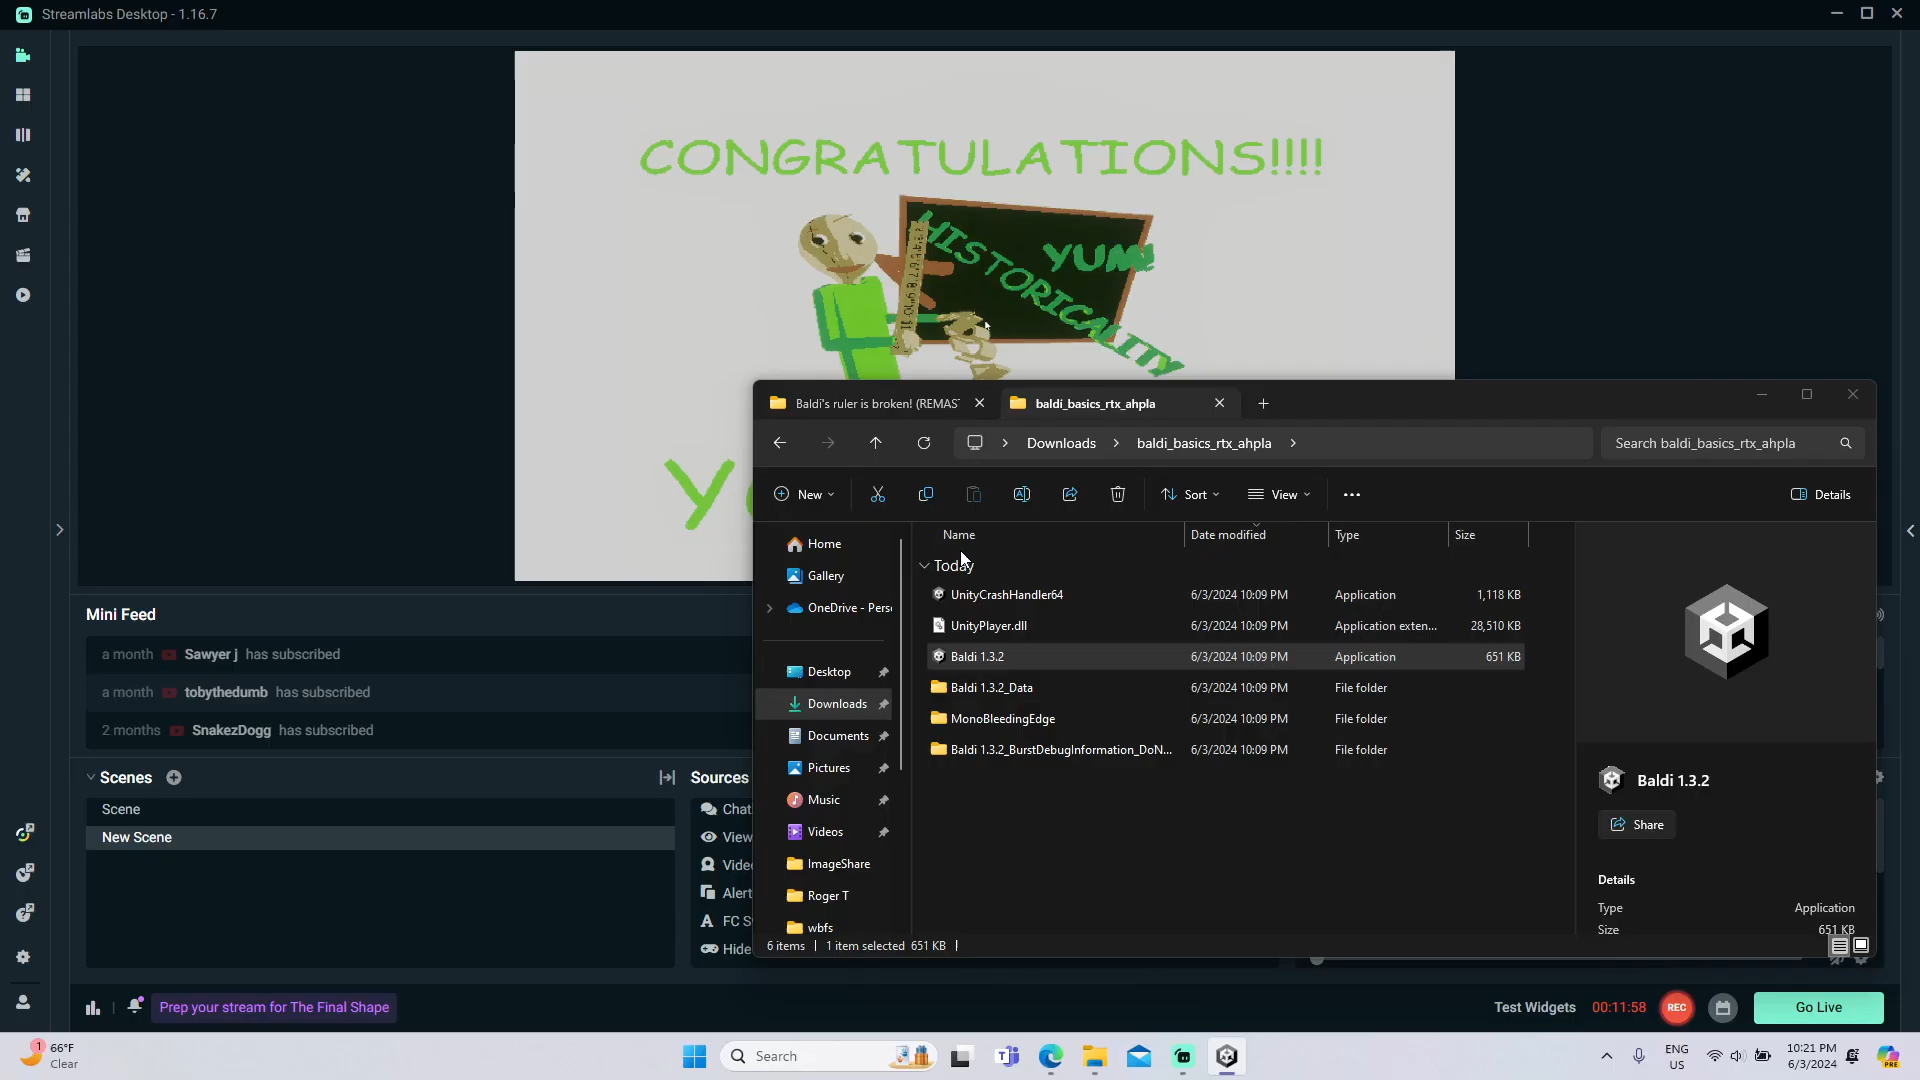 Streamlabs Desktop - 1.16.7
CONGRATULATIONS!!!!
HISTORICALITY
YUM!
Baldi's ruler is broken! (REMAS
baldi_basics_rtx_ahpla
Downloads
baldi_basics_rtx_ahpla
Search baldi_basics_rtx_ahpla
New
Sort
View
Details
Name
Date modified
Type
Size
Today
UnityCrashHandler64 6/3/2024 10:09 PM Application 1,118 KB
UnityPlayer.dll 6/3/2024 10:09 PM Application exten... 28,510 KB
Baldi 1.3.2 6/3/2024 10:09 PM Application 651 KB
Baldi 1.3.2_Data 6/3/2024 10:09 PM File folder
MonoBleedingEdge 6/3/2024 10:09 PM File folder
Baldi 1.3.2_BurstDebugInformation_DoN... 6/3/2024 10:09 PM File folder
Home
Gallery
OneDrive - Pers
Desktop
Downloads
Documents
Pictures
Music
Videos
ImageShare
Roger T
wbfs
6 items
1 item selected 651 KB
Baldi 1.3.2
Share
Details
Type Application
Size 651 KB
Mini Feed
a month Sawyer j has subscribed
a month tobythedumb has subscribed
2 months SnakezDogg has subscribed
Scenes
Scene
New Scene
Sources
Chat
View
Alert
FC S
Hide
Prep your stream for The Final Shape
Test Widgets
00:11:58
REC
Go Live
1
66°F
Clear
Search
ENG
US
10:21 PM
6/3/2024
PRE